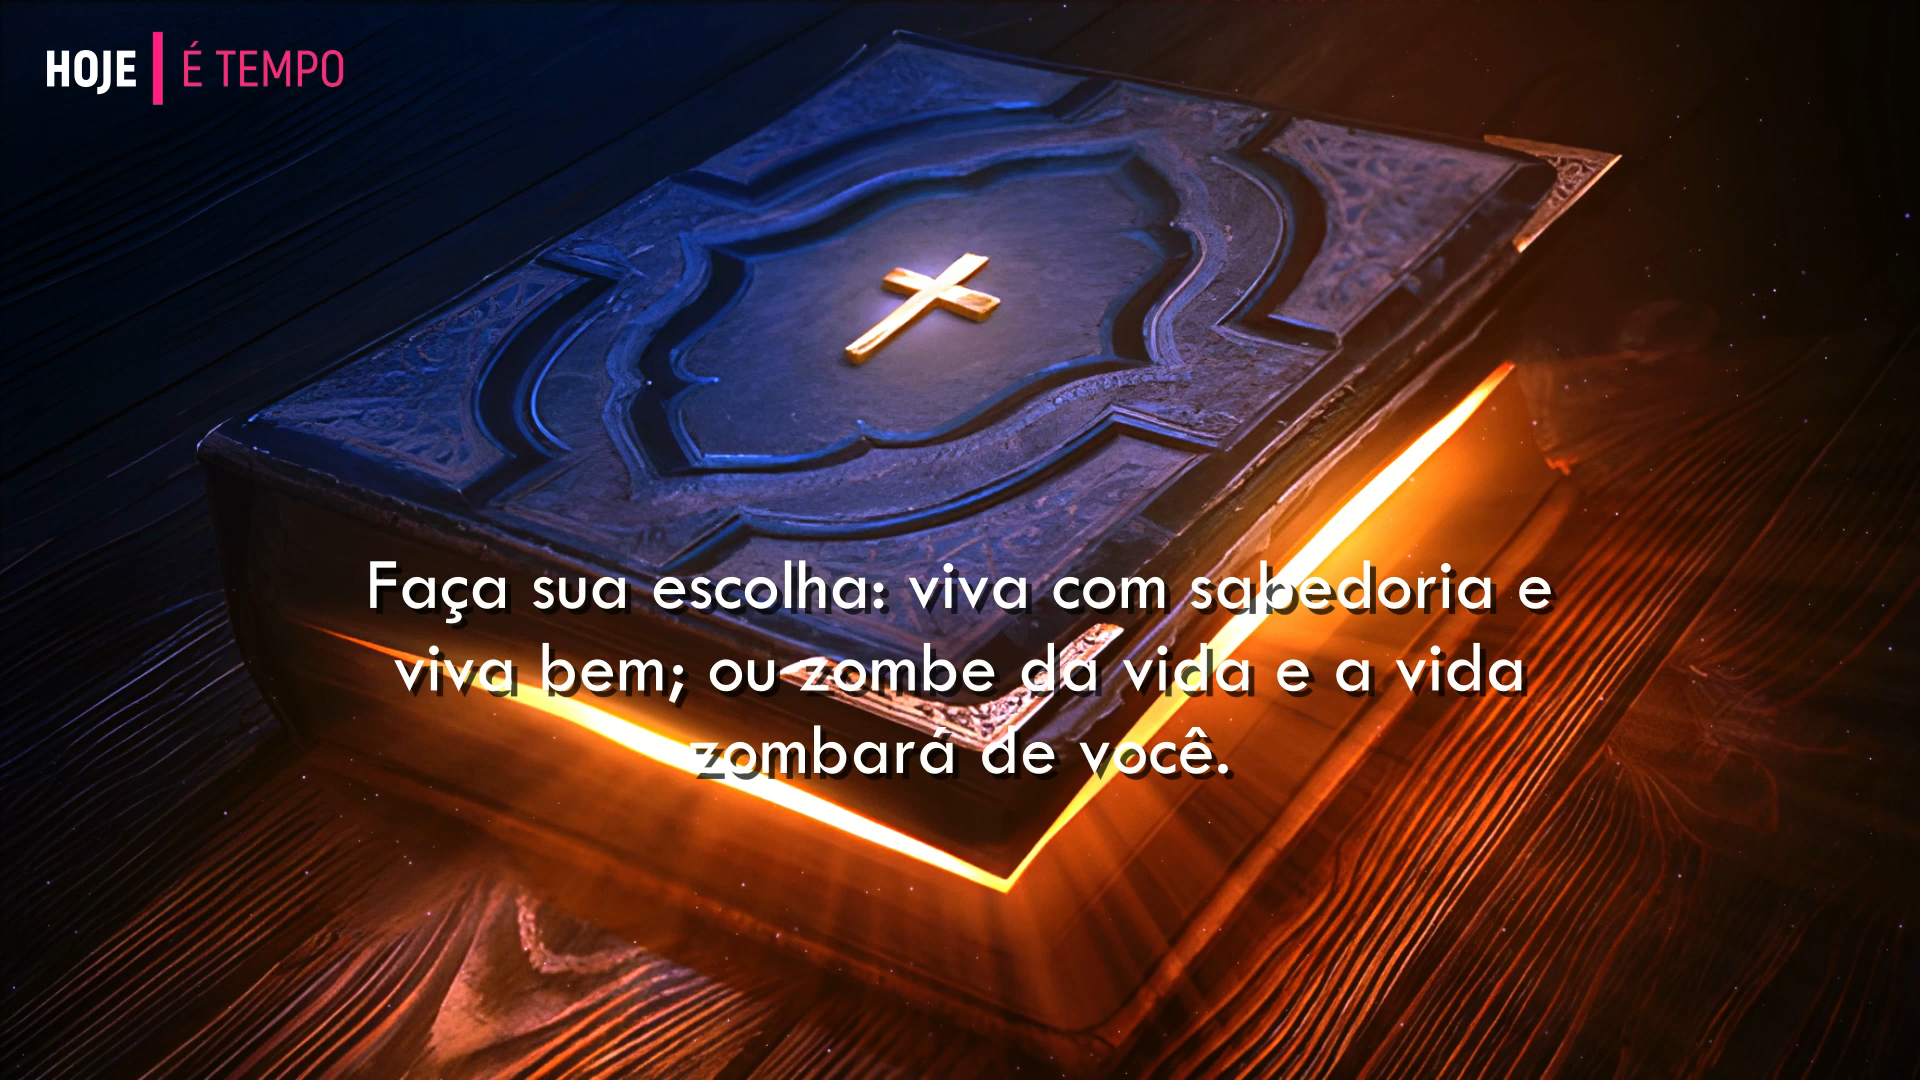 HOJE É TEMPO
Faça sua escolha: viva com sabedoria e
viva bem; ou zombe da vida e a vida
zombará de você.